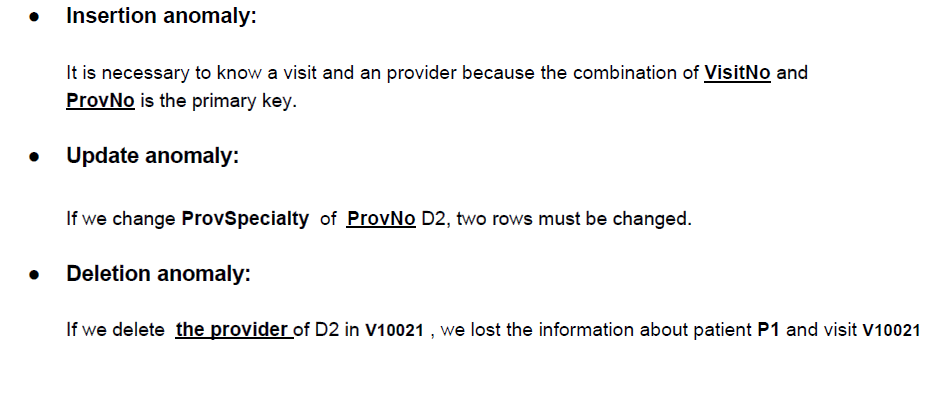 ● Insertion anomaly:
It is necessary to know a visit and an provider because the combination of VisitNo and
ProvNo is the primary key.
● Update anomaly:
If we change ProvSpecialty of ProvNo D2, two rows must be changed.
● Deletion anomaly:
If we delete the provider of D2 in V10021 , we lost the information about patient P1 and visit V10021